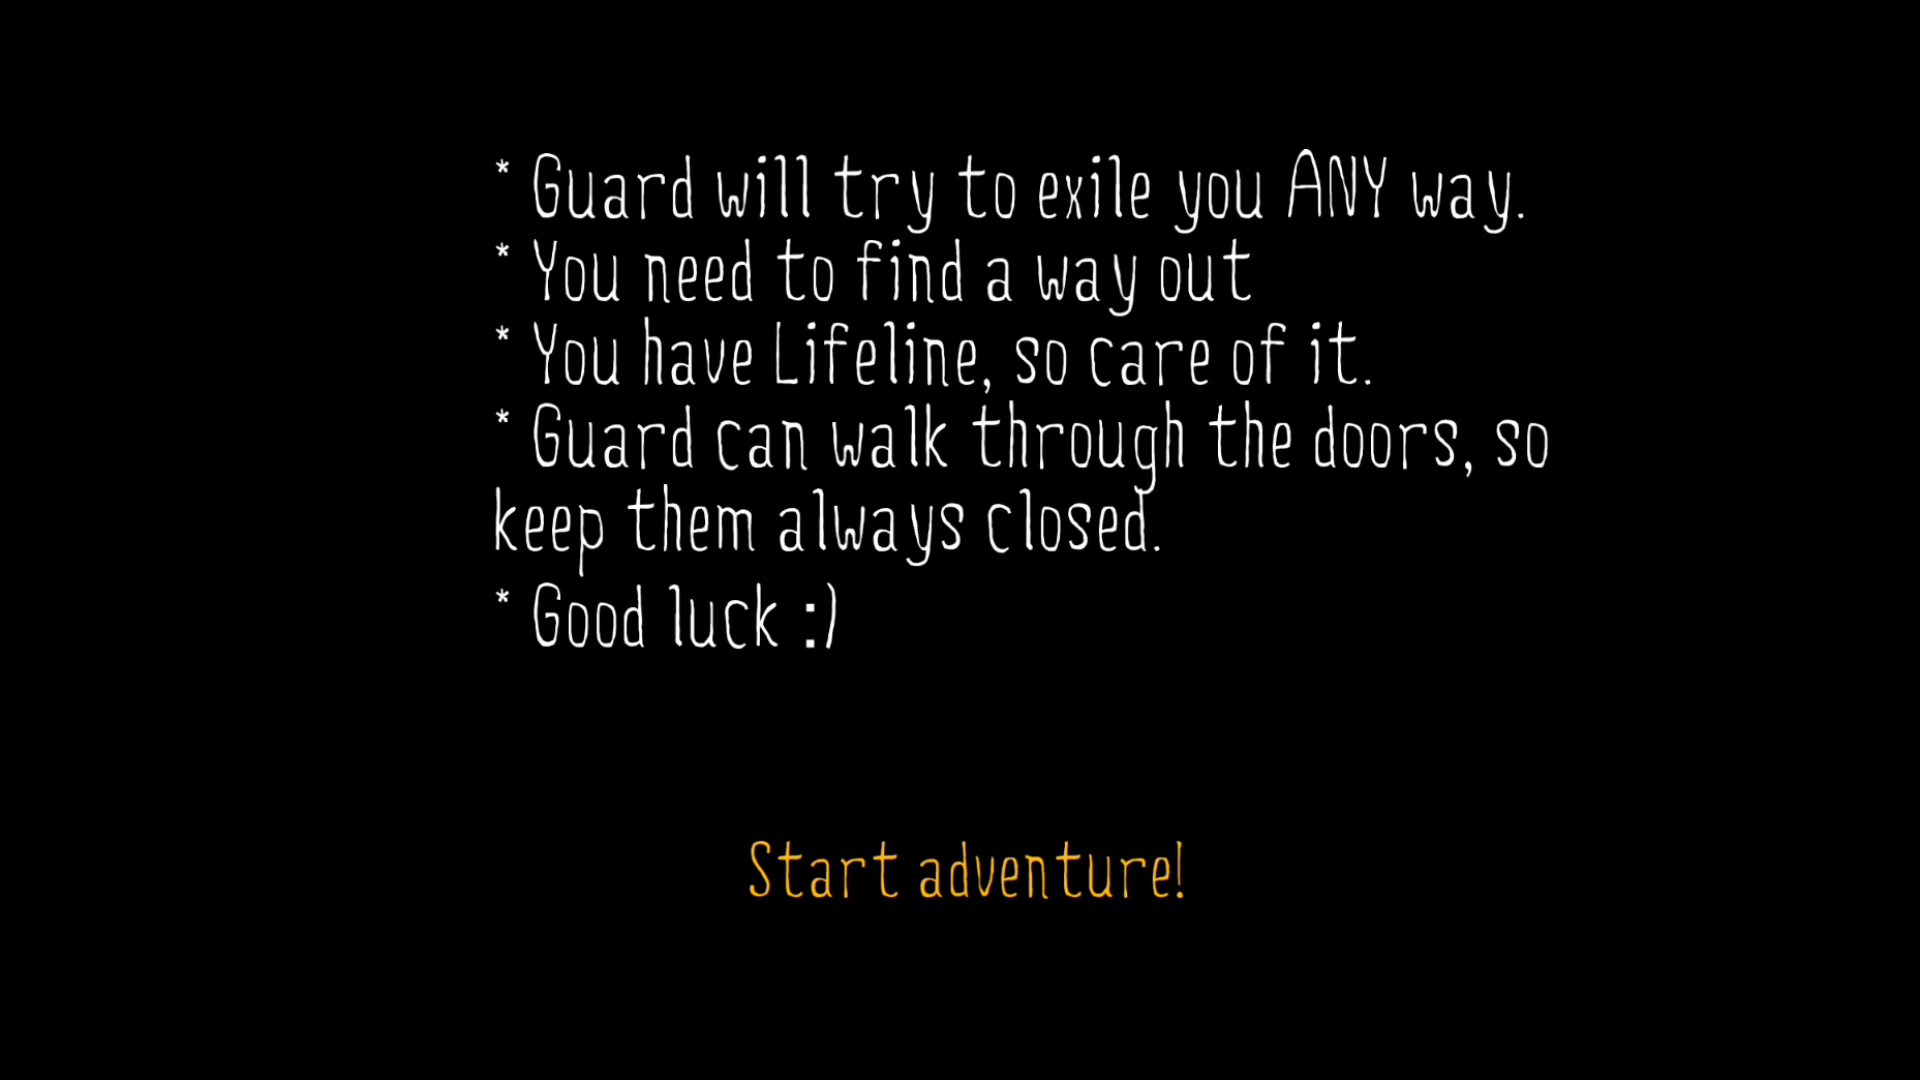 * Guard will try to exile you ANY way.
* You need to find a way out
* You have Lifeline, so care of it.
* Guard can walk through the doors, so
keep them always closed.
* Good luck :)
Start adventure!